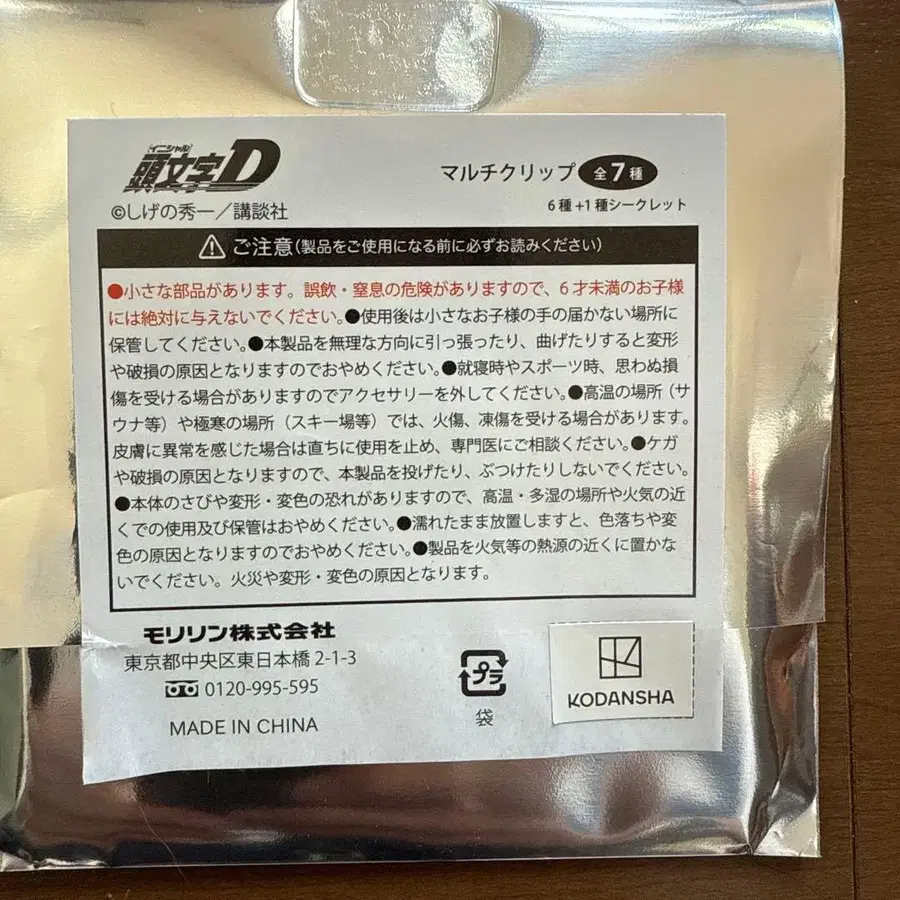 イニシャル
頭文字D
©しげの秀一／講談社
マルチクリップ 全7種
6種+1種シークレット
ご注意(製品をご使用になる前に必ずお読みください)
●小さな部品があります。誤飲・窒息の危険がありますので、6才未満のお子様
には絶対に与えないでください。●使用後は小さなお子様の手の届かない場所に
保管してください。●本製品を無理な方向に引っ張ったり、曲げたりすると変形
や破損の原因となりますのでおやめください。●就寝時やスポーツ時、思わぬ損
傷を受ける場合がありますのでアクセサリーを外してください。●高温の場所（サ
ウナ等）や極寒の場所（スキー場等）では、火傷、凍傷を受ける場合があります。
皮膚に異常を感じた場合は直ちに使用を止め、専門医にご相談ください。●ケガ
や破損の原因となりますので、本製品を投げたり、ぶつけたりしないでください。
●本体のさびや変形・変色の恐れがありますので、高温・多湿の場所や火気の近
くでの使用及び保管はおやめください。●濡れたまま放置しますと、色落ちや変
色の原因となりますのでおやめください。●製品を火気等の熱源の近くに置かな
いでください。火災や変形・変色の原因となります。
モリリン株式会社
東京都中央区東日本橋 2-1-3
0120-995-595
MADE IN CHINA
プラ
袋
KODANSHA